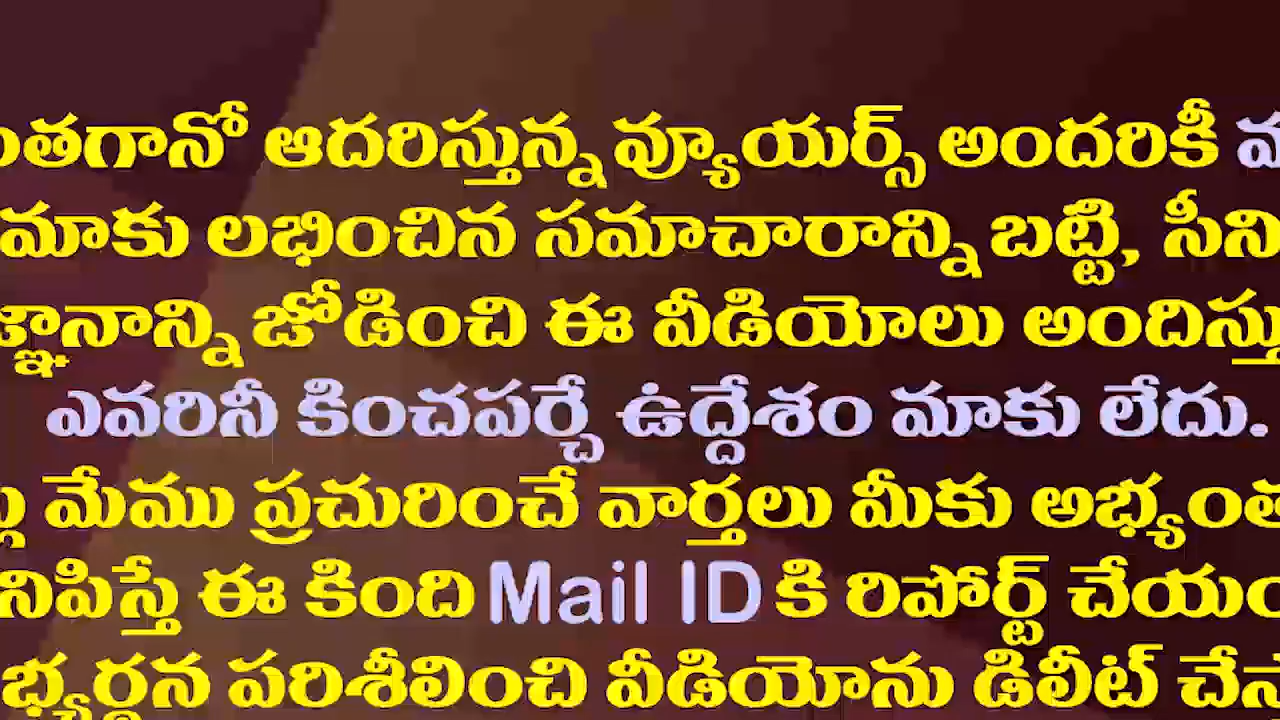 ంతగానో ఆదరిస్తున్న వ్యూయర్స్ అందరికీ
మాకు లభించిన సమాచారాన్ని బట్టి, సీని
జ్ఞానాన్ని జోడించి ఈ వీడియోలు అందిస్తు
ఎవరినీ కించపర్చే ఉద్దేశం మాకు లేదు.
మేము ప్రచురించే వార్తలు మీకు అభ్యంత
నిపిస్తే ఈ కింది Mail ID కి రిపోర్ట్ చేయం
భ్యర్థన పరిశీలించి వీడియోను డిలీట్ చేస